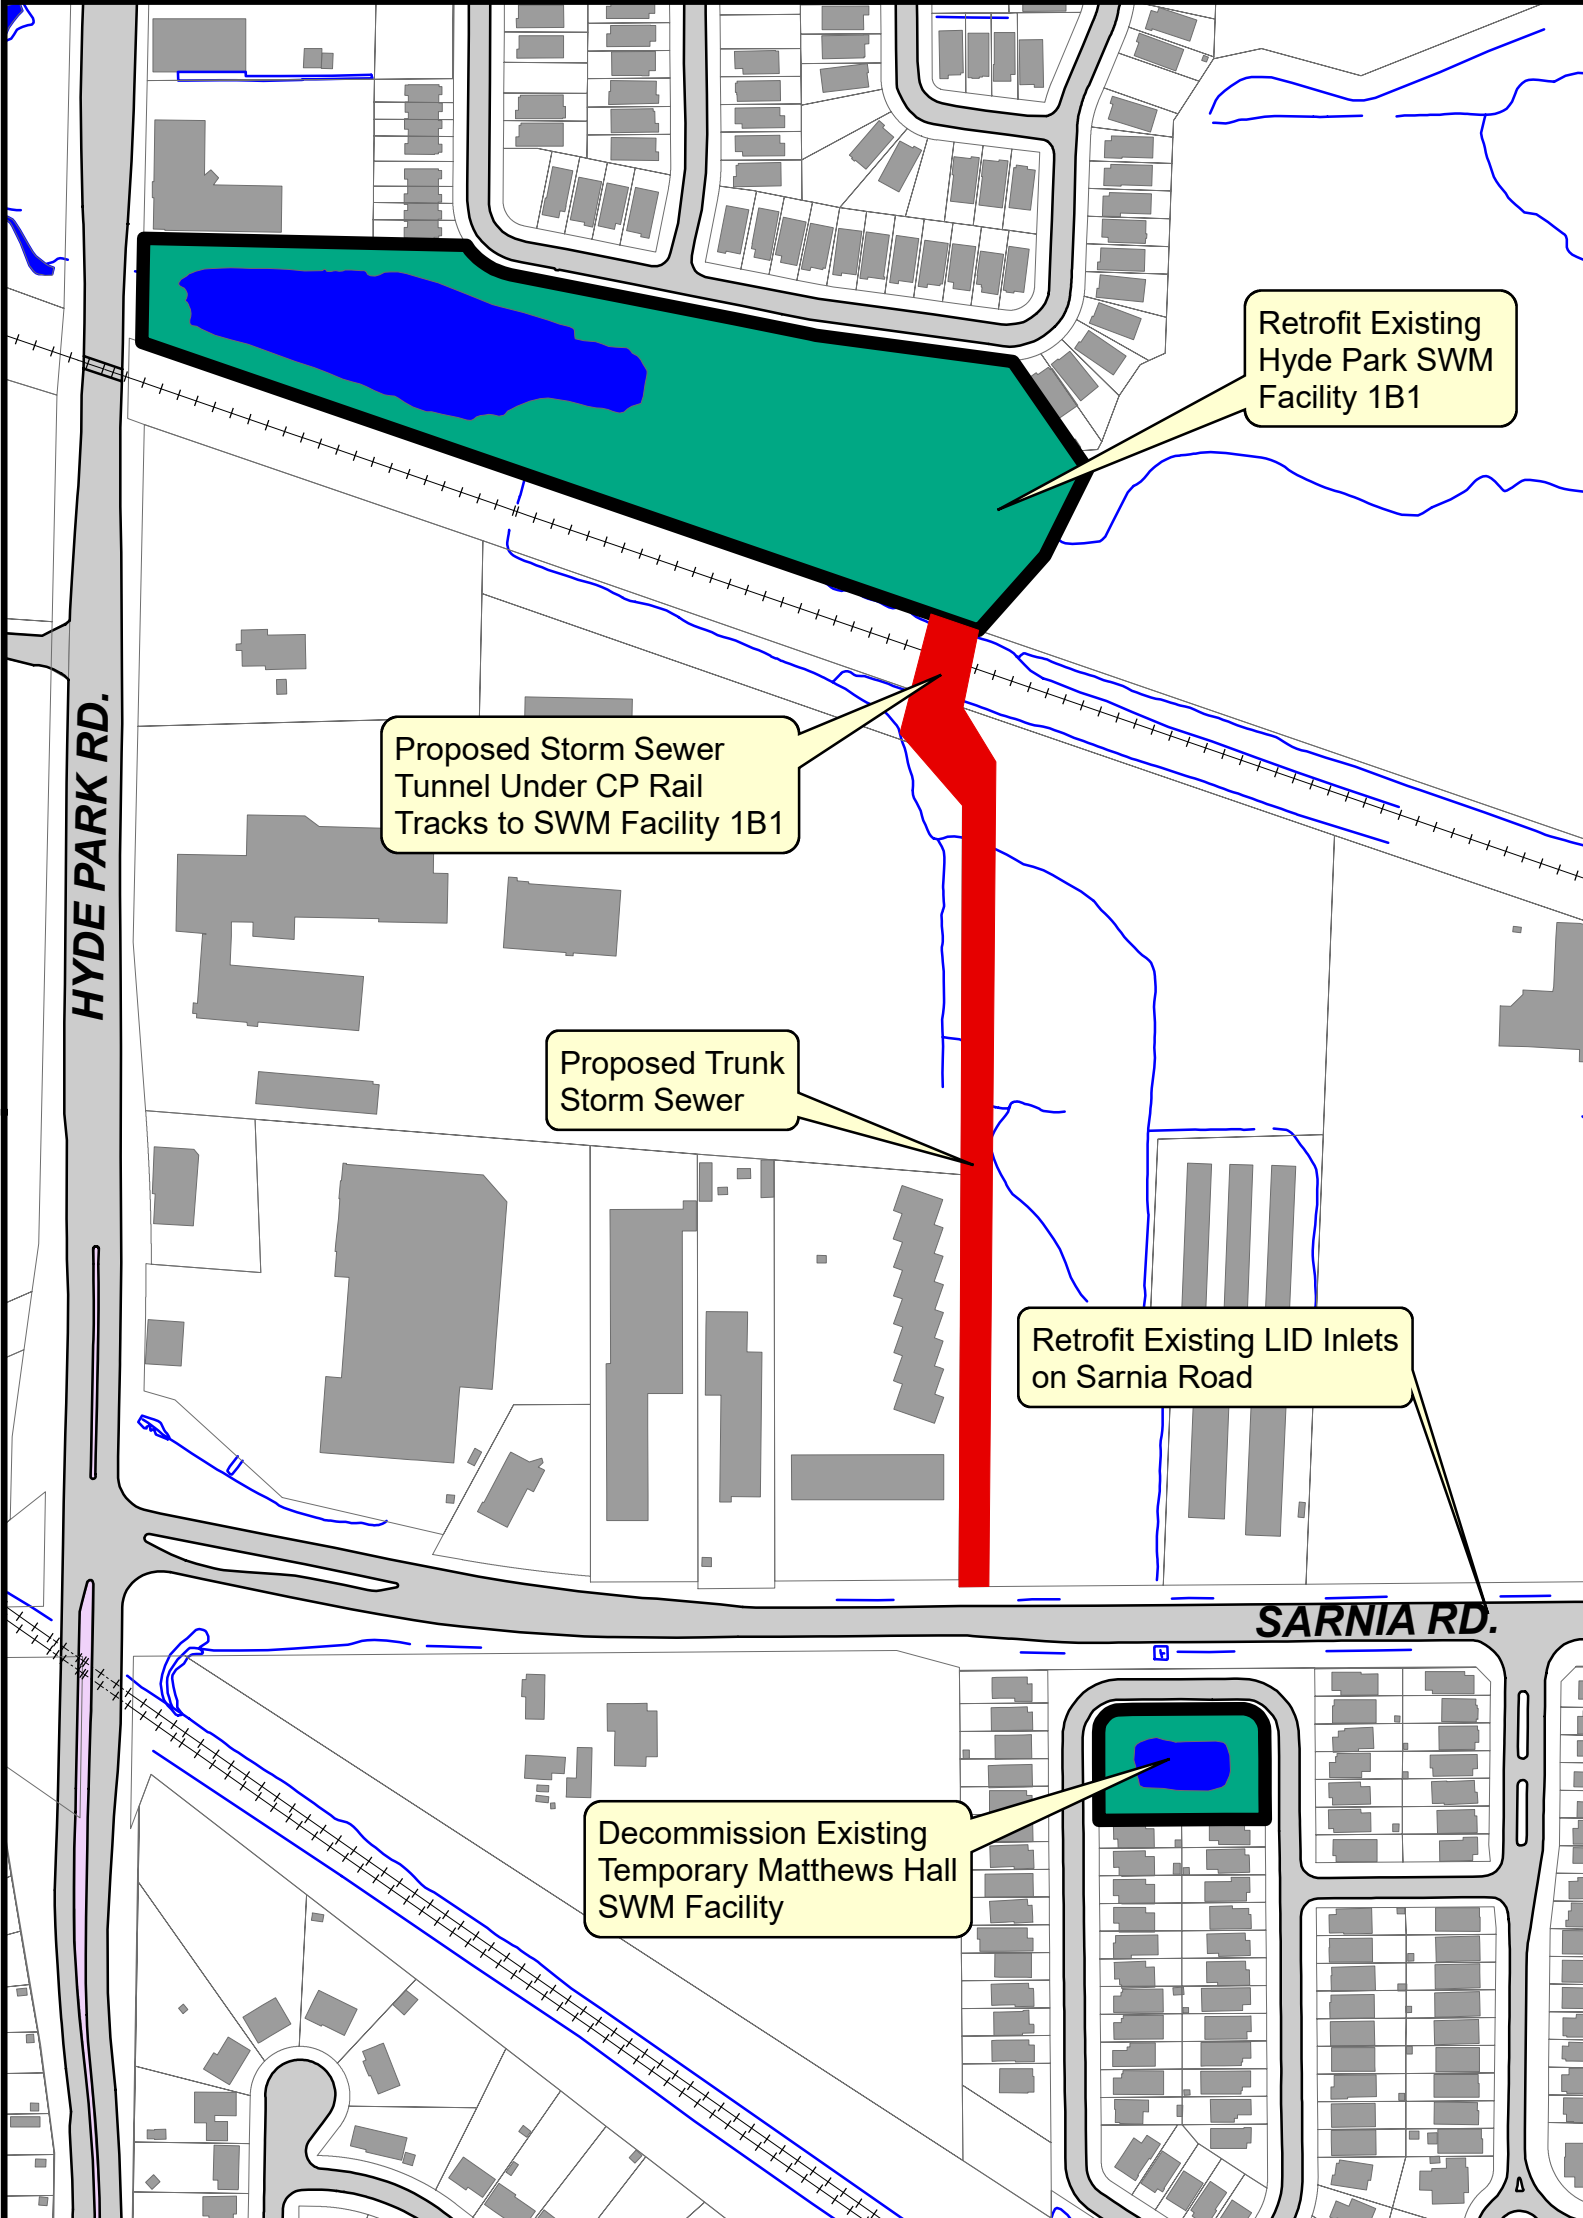 Retrofit Existing
Hyde Park SWM
Facility 1B1
Proposed Storm Sewer
Tunnel Under CP Rail
Tracks to SWM Facility 1B1
HYDE PARK RD.
Proposed Trunk
Storm Sewer
Retrofit Existing LID Inlets
on Sarnia Road
SARNIA RD.
Decommission Existing
Temporary Matthews Hall
SWM Facility